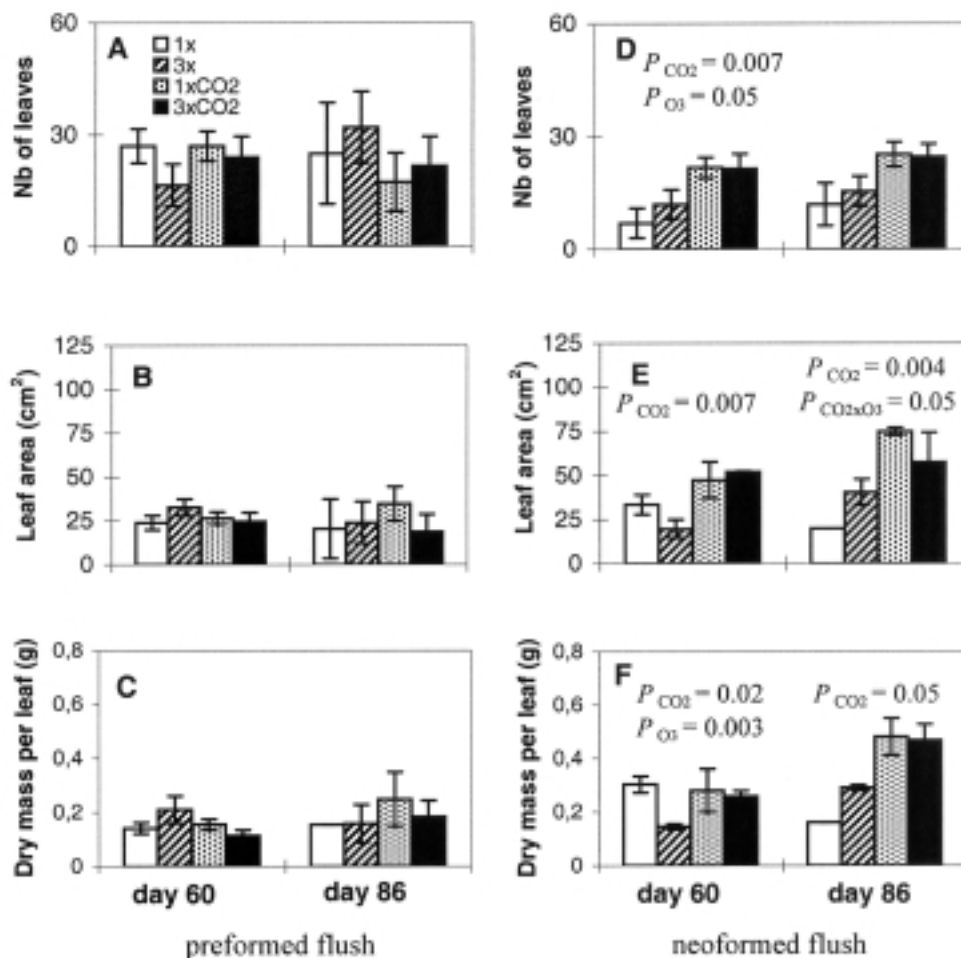 A
1x
3x
1xCO2
3xCO2
Nb of leaves
60
30
0
D
P CO2 = 0.007
P O3 = 0.05
Nb of leaves
60
30
0
B
Leaf area (cm²)
125
100
75
50
25
0
E
P CO2 = 0.007
P CO2 = 0.004
P CO2xO3 = 0.05
Leaf area (cm²)
125
100
75
50
25
0
C
Dry mass per leaf (g)
0,8
0,6
0,4
0,2
0
day 60
day 86
preformed flush
F
P CO2 = 0.02
P O3 = 0.003
P CO2 = 0.05
Dry mass per leaf (g)
0,8
0,6
0,4
0,2
0
day 60
day 86
neoformed flush